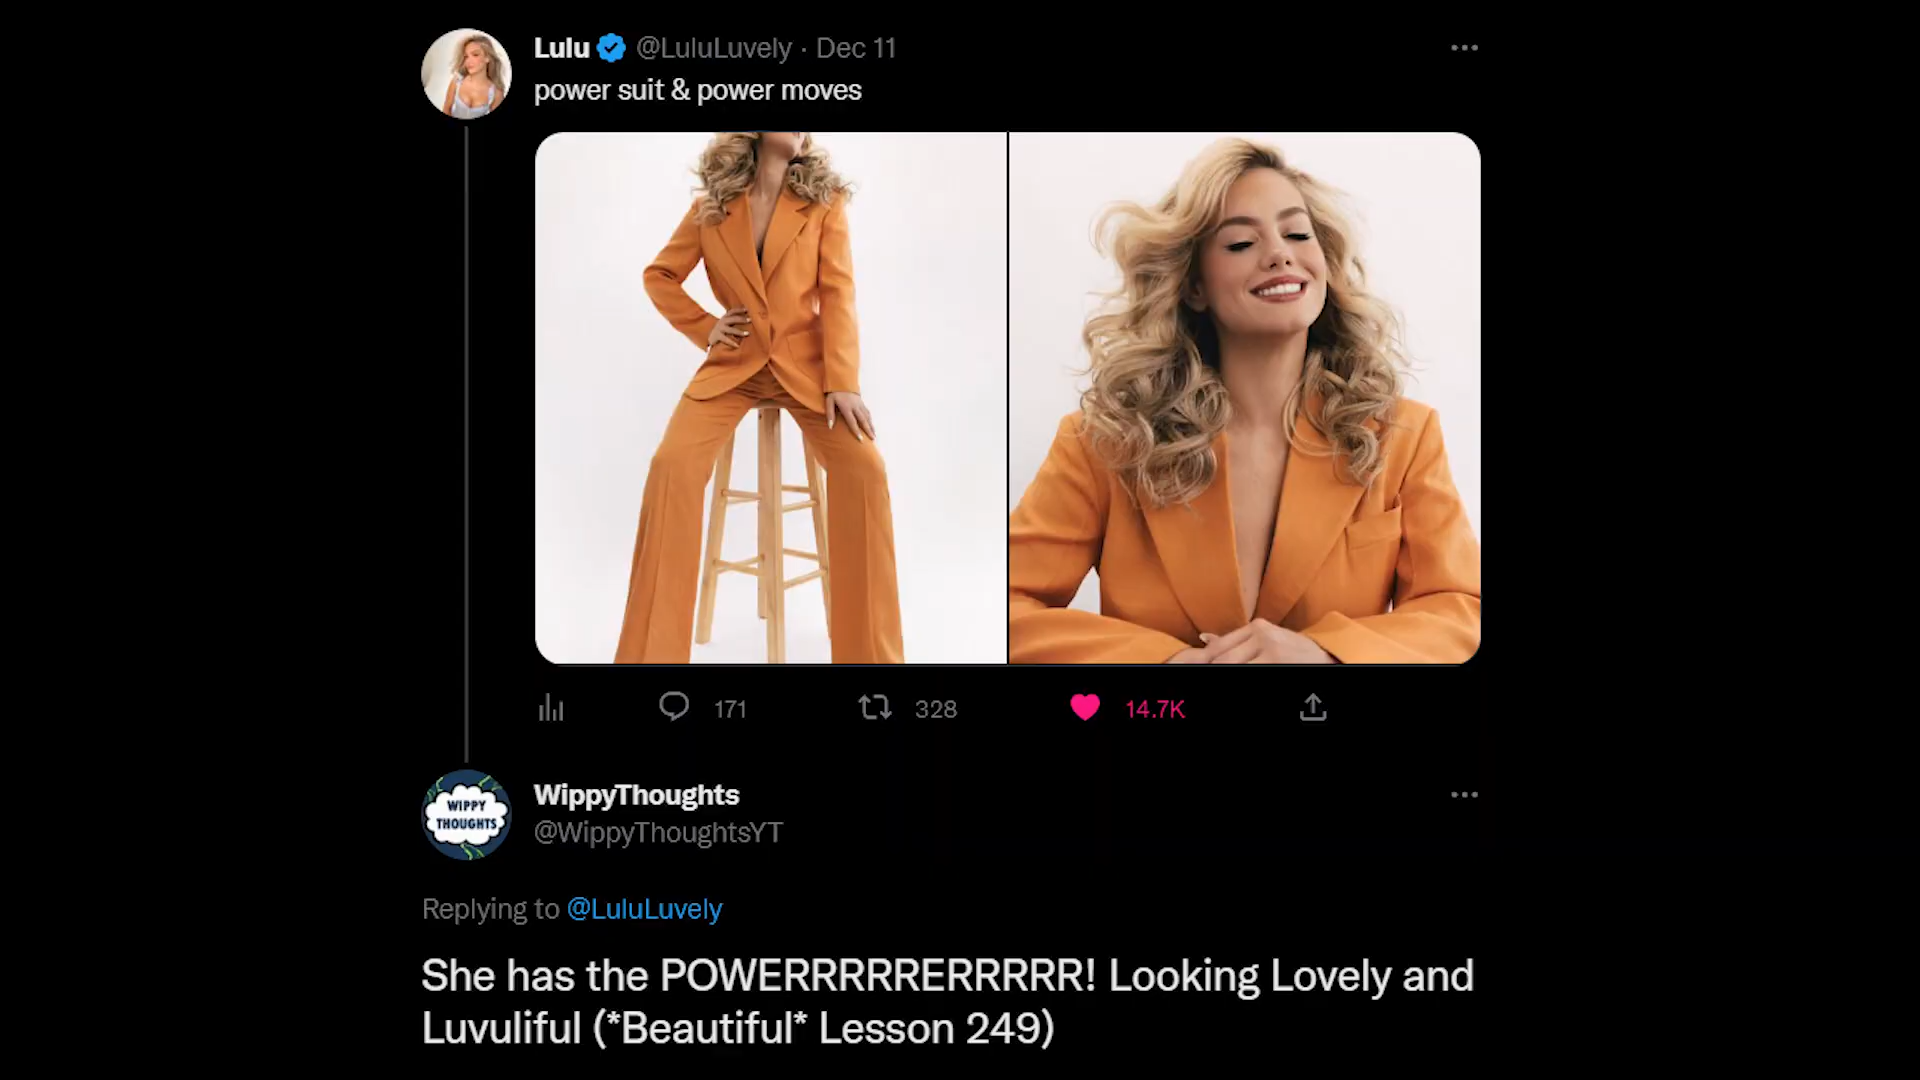 Lulu @LuluLuvely · Dec 11
power suit & power moves
171 328 14.7K
WIPPY
THOUGHTS
WippyThoughts
@WippyThoughtsYT
Replying to @LuluLuvely
She has the POWERRRRRERRRRR! Looking Lovely and
Luvuliful (*Beautiful* Lesson 249)